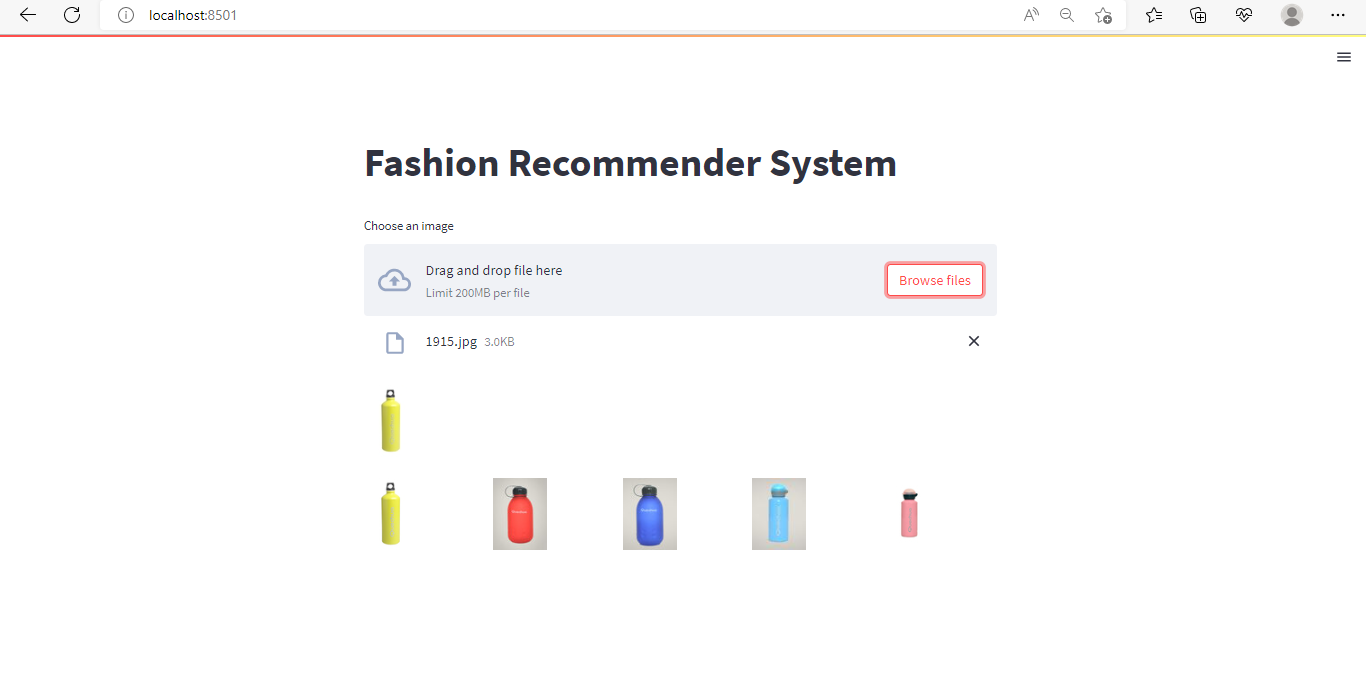 localhost:8501
Fashion Recommender System
Choose an image
Drag and drop file here
Limit 200MB per file
Browse files
1915.jpg 3.0KB